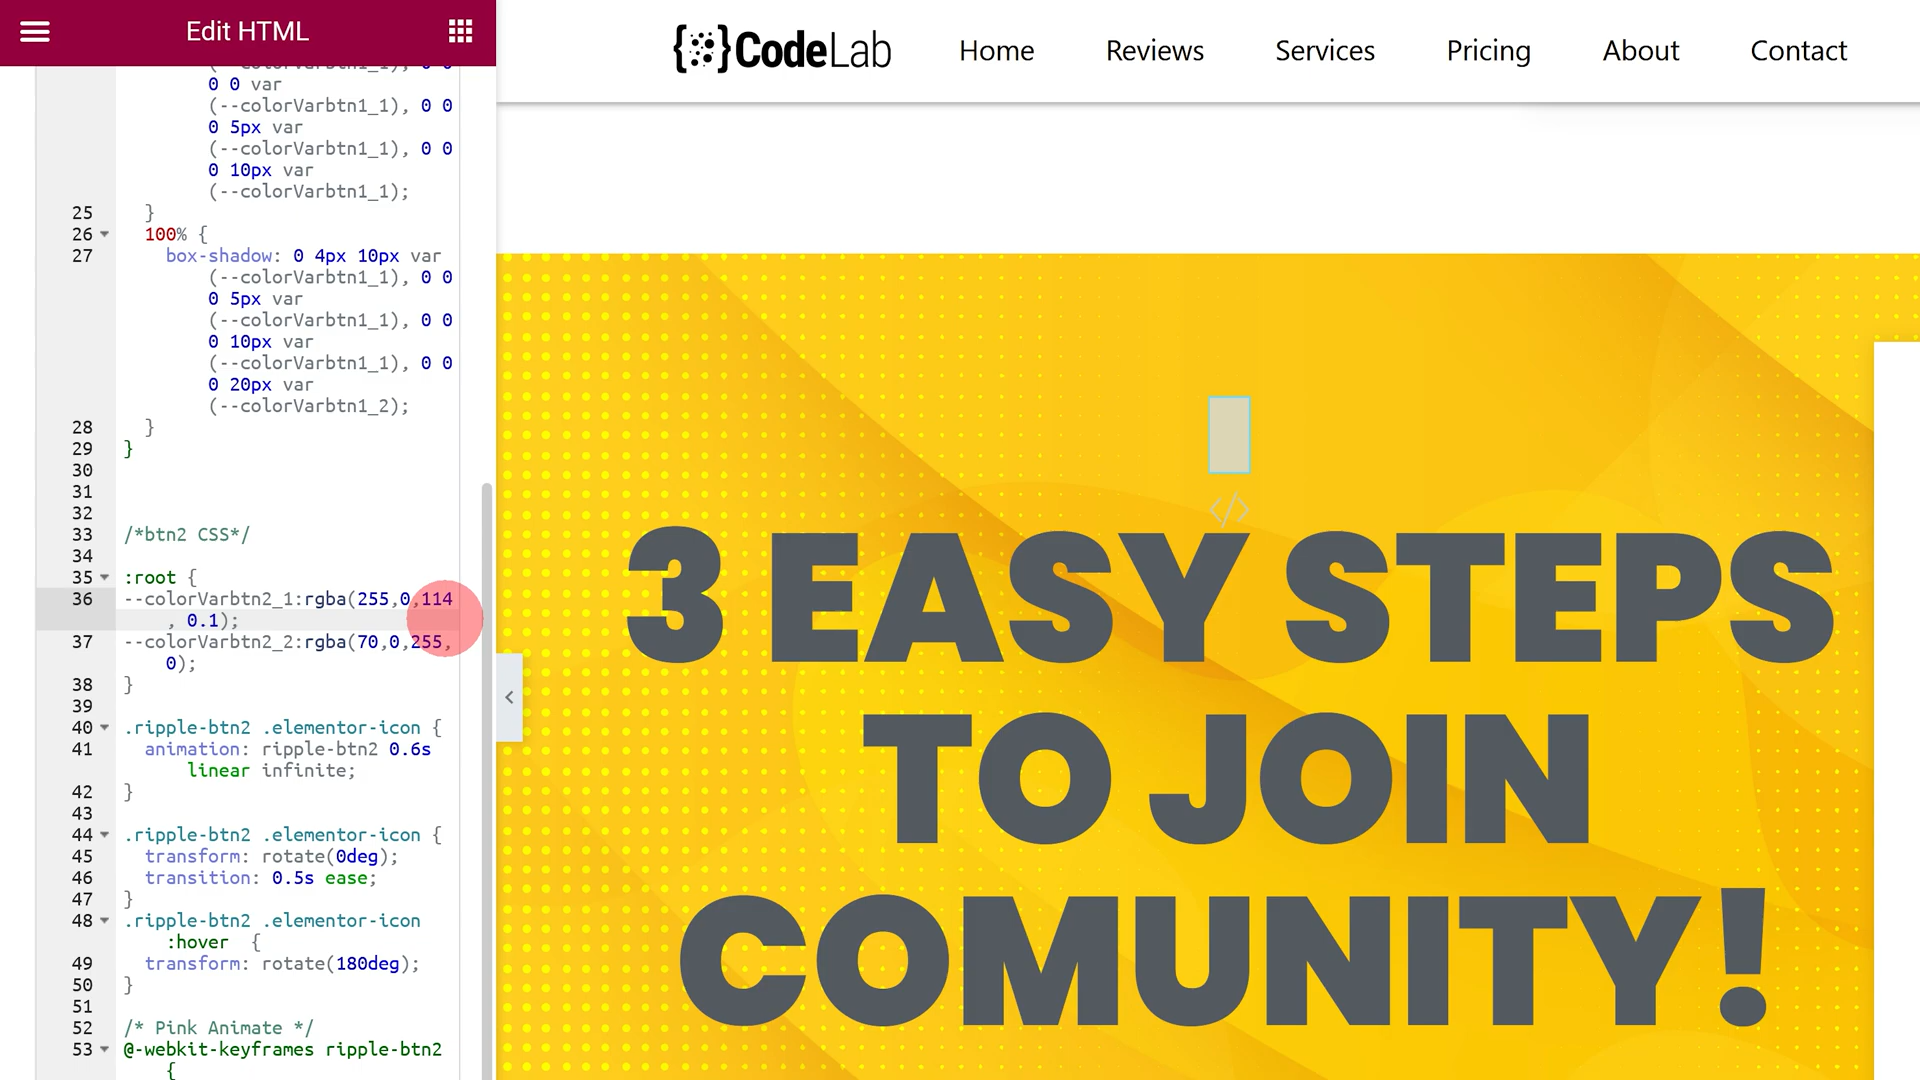 Edit HTML
{}CodeLab
Home
Reviews
Services
Pricing
About
Contact
(--colorVarbtn1_1), 0 0
0 0 var
(--colorVarbtn1_1), 0 0
0 5px var
(--colorVarbtn1_1), 0 0
0 10px var
(--colorVarbtn1_1);
25 }
26 100% {
27 box-shadow: 0 4px 10px var
(--colorVarbtn1_1), 0 0
0 5px var
(--colorVarbtn1_1), 0 0
0 10px var
(--colorVarbtn1_1), 0 0
0 20px var
(--colorVarbtn1_2);
28 }
29 }
30
31
32
33 /*btn2 CSS*/
34
35 :root {
36 --colorVarbtn2_1:rgba(255,0,114
, 0.1);
37 --colorVarbtn2_2:rgba(70,0,255,
0);
38 }
39
40 .ripple-btn2 .elementor-icon {
41 animation: ripple-btn2 0.6s
linear infinite;
42 }
43
44 .ripple-btn2 .elementor-icon {
45 transform: rotate(0deg);
46 transition: 0.5s ease;
47 }
48 .ripple-btn2 .elementor-icon
:hover {
49 transform: rotate(180deg);
50 }
51
52 /* Pink Animate */
53 @-webkit-keyframes ripple-btn2
{
</>
3 EASY STEPS
TO JOIN
COMUNITY!